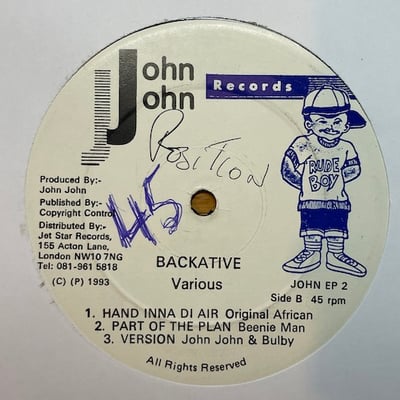 John
John
Records
POSITION
RUDE
BOY
Produced By:-
John John
Published By:-
Copyright Control
Distributed By:-
Jet Star Records,
155 Acton Lane,
London NW10 7NG
Tel: 081-961 5818
(C) (P) 1993
45
BACKATIVE
Various
JOHN EP 2
Side B 45 rpm
1. HAND INNA DI AIR Original African
2. PART OF THE PLAN Beenie Man
3. VERSION John John & Bulby
All Rights Reserved